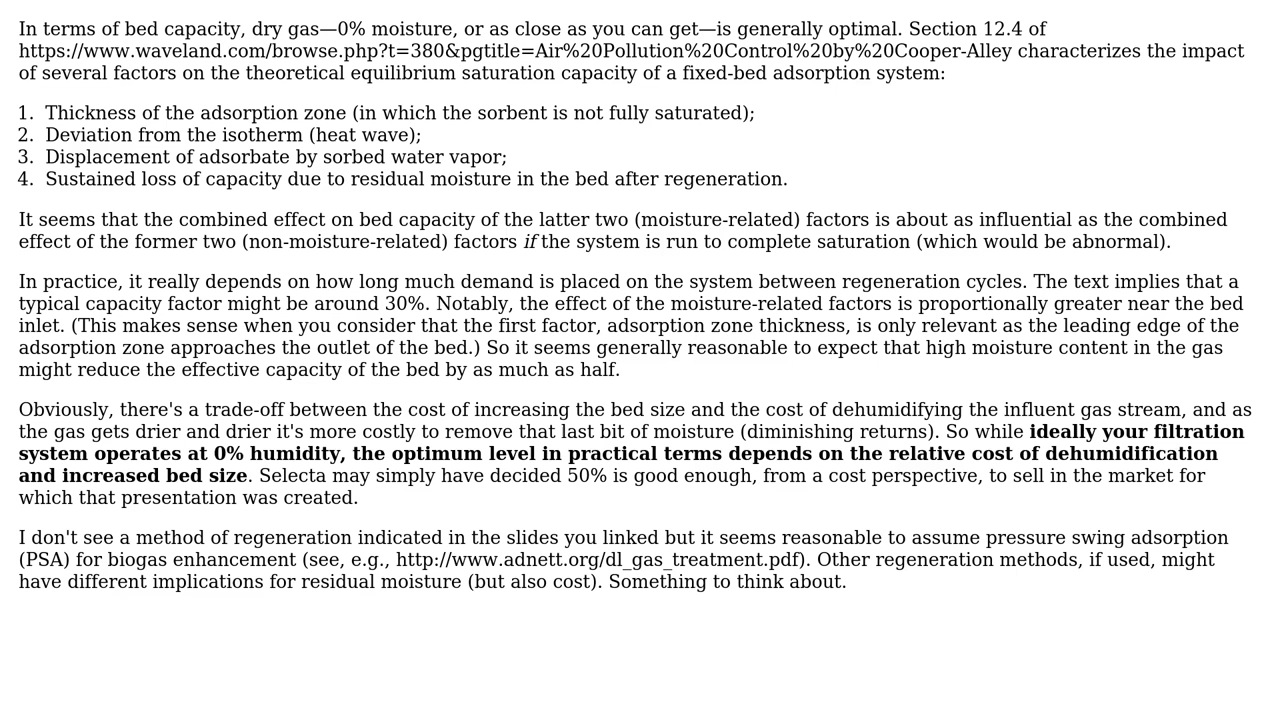 In terms of bed capacity, dry gas—0% moisture, or as close as you can get—is generally optimal. Section 12.4 of
https://www.waveland.com/browse.php?t=380&pgtitle=Air%20Pollution%20Control%20by%20Cooper-Alley characterizes the impact
of several factors on the theoretical equilibrium saturation capacity of a fixed-bed adsorption system:
1. Thickness of the adsorption zone (in which the sorbent is not fully saturated);
2. Deviation from the isotherm (heat wave);
3. Displacement of adsorbate by sorbed water vapor;
4. Sustained loss of capacity due to residual moisture in the bed after regeneration.
It seems that the combined effect on bed capacity of the latter two (moisture-related) factors is about as influential as the combined
effect of the former two (non-moisture-related) factors if the system is run to complete saturation (which would be abnormal).
In practice, it really depends on how long much demand is placed on the system between regeneration cycles. The text implies that a
typical capacity factor might be around 30%. Notably, the effect of the moisture-related factors is proportionally greater near the bed
inlet. (This makes sense when you consider that the first factor, adsorption zone thickness, is only relevant as the leading edge of the
adsorption zone approaches the outlet of the bed.) So it seems generally reasonable to expect that high moisture content in the gas
might reduce the effective capacity of the bed by as much as half.
Obviously, there's a trade-off between the cost of increasing the bed size and the cost of dehumidifying the influent gas stream, and as
the gas gets drier and drier it's more costly to remove that last bit of moisture (diminishing returns). So while ideally your filtration
system operates at 0% humidity, the optimum level in practical terms depends on the relative cost of dehumidification
and increased bed size. Selecta may simply have decided 50% is good enough, from a cost perspective, to sell in the market for
which that presentation was created.
I don't see a method of regeneration indicated in the slides you linked but it seems reasonable to assume pressure swing adsorption
(PSA) for biogas enhancement (see, e.g., http://www.adnett.org/dl_gas_treatment.pdf). Other regeneration methods, if used, might
have different implications for residual moisture (but also cost). Something to think about.